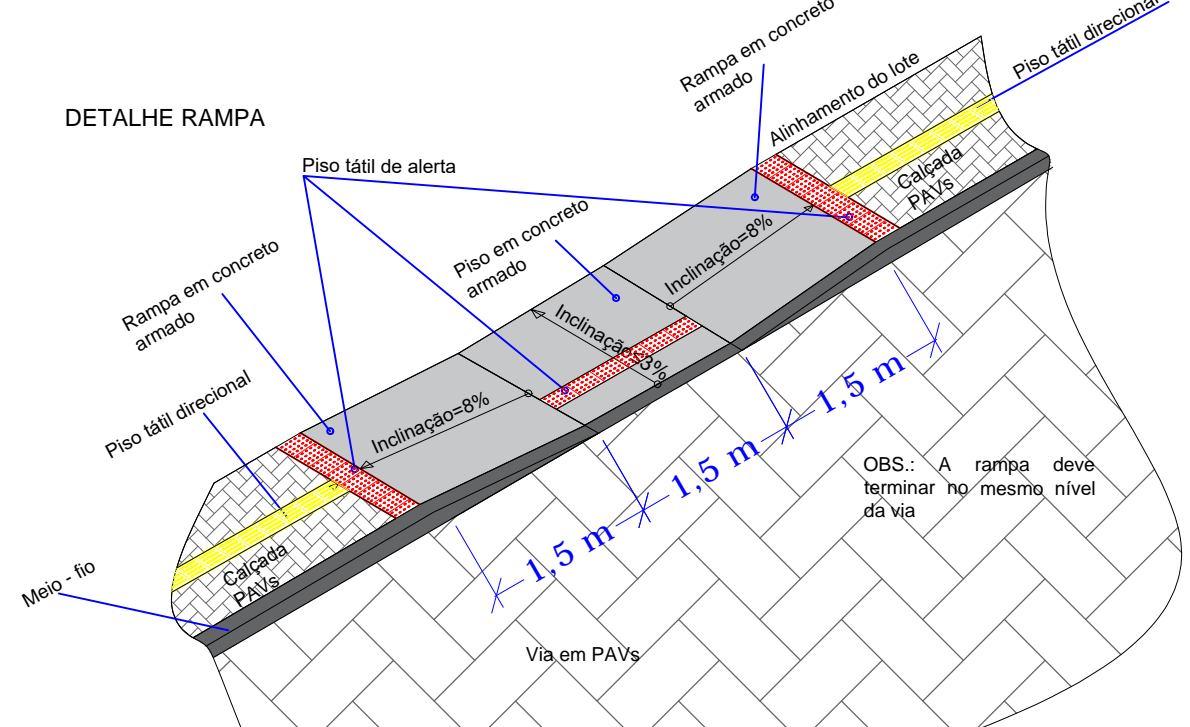 DETALHE RAMPA
Rampa em concreto
armado
Piso tátil direcional
Alinhamento do lote
Piso tátil de alerta
Calçada
PAVs
Piso em concreto
armado
Inclinação=8%
Rampa em concreto
armado
Inclinação<3%
Inclinação=8%
Piso tátil direcional
1,5 m
1,5 m
1,5 m
OBS.: A rampa deve
terminar no mesmo nível
da via
Calçada
PAVs
Meio - fio
Via em PAVs